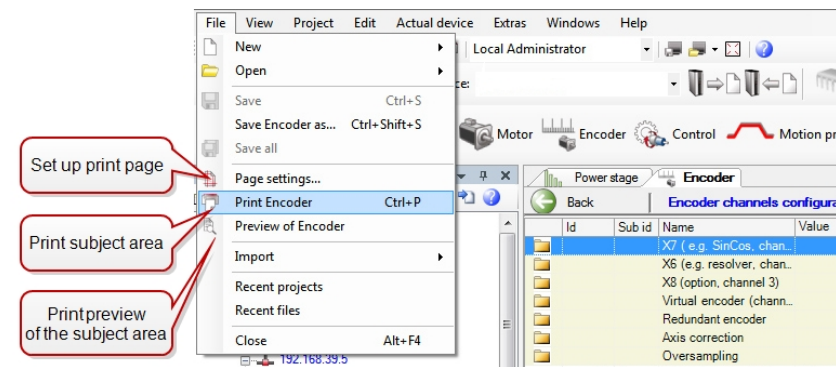 File View Project Edit Actual device Extras Windows Help
New
Local Administrator
Open
Save Ctrl+S
Save Encoder as... Ctrl+Shift+S
Save all
Motor Encoder Control Motion
Set up print page
Page settings...
Power stage Encoder
Print Encoder Ctrl+P
Back Encoder channels
Preview of Encoder
Id Sub id Name Value
Print subject area
X7 ( e.g. SinCos, chan...
Import
X6 (e.g. resolver, chan...
X8 (option, channel 3)
Recent projects
Virtual encoder (chann...
Print preview
of the subject area
Recent files
Redundant encoder
Axis correction
Close Alt+F4
192.168.39.5
Oversampling